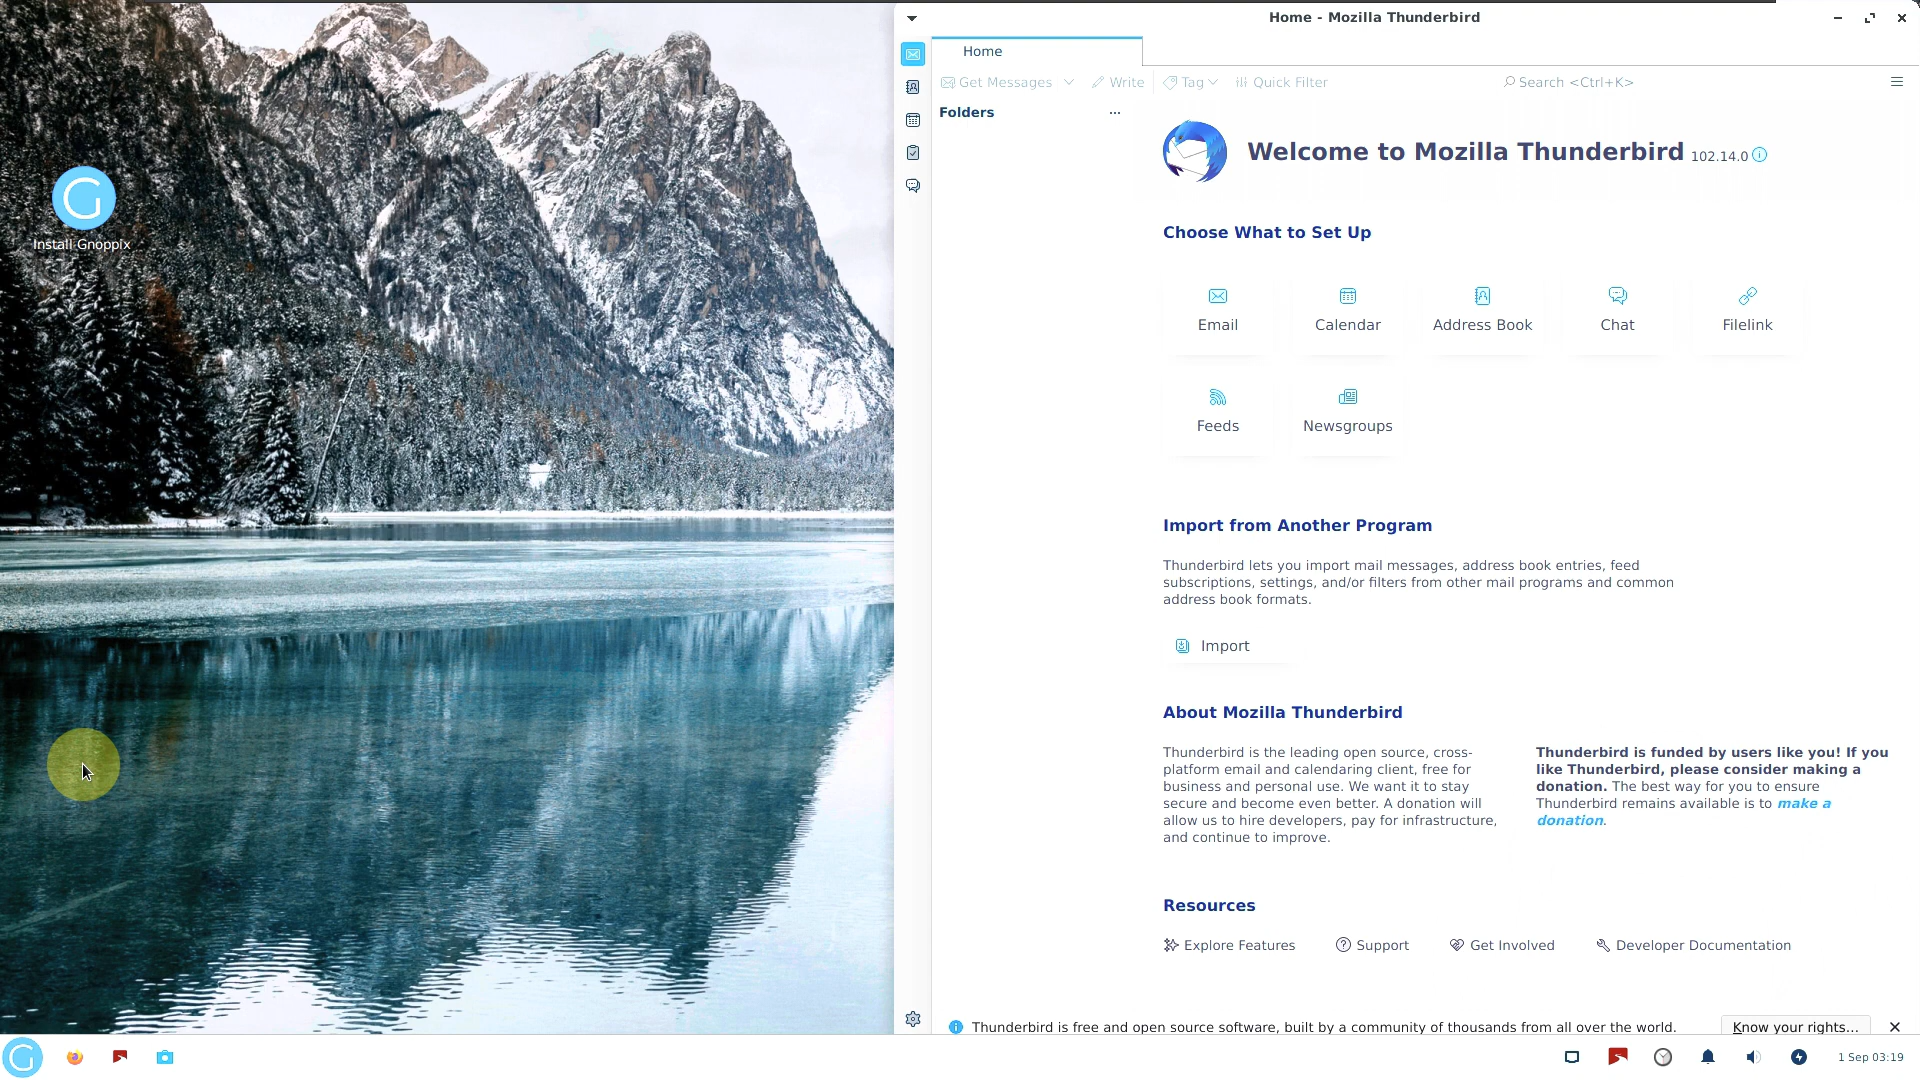 Home - Mozilla Thunderbird
Home
Get Messages
Write
Tag
Quick Filter
Search <Ctrl+K>
Folders
Welcome to Mozilla Thunderbird 102.14.0
Install Gnoppix
Choose What to Set Up
Email
Calendar
Address Book
Chat
Filelink
Feeds
Newsgroups
Import from Another Program
Thunderbird lets you import mail messages, address book entries, feed
subscriptions, settings, and/or filters from other mail programs and common
address book formats.
Import
About Mozilla Thunderbird
Thunderbird is the leading open source, cross-
platform email and calendaring client, free for
business and personal use. We want it to stay
secure and become even better. A donation will
allow us to hire developers, pay for infrastructure,
and continue to improve.
Thunderbird is funded by users like you! If you
like Thunderbird, please consider making a
donation. The best way for you to ensure
Thunderbird remains available is to make a
donation.
Resources
Explore Features
Support
Get Involved
Developer Documentation
Thunderbird is free and open source software, built by a community of thousands from all over the world.
Know your rights...
1 Sep 03:19